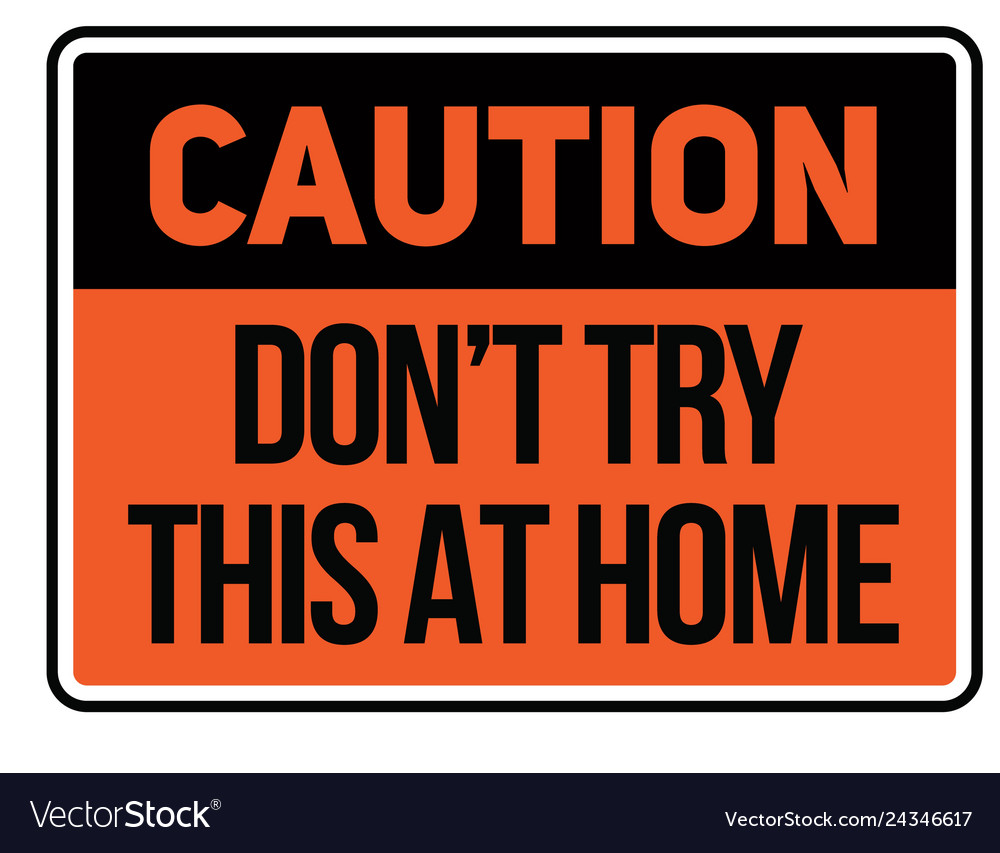 CAUTION
DON'T TRY
THIS AT HOME
VectorStock®
VectorStock.com/24346617